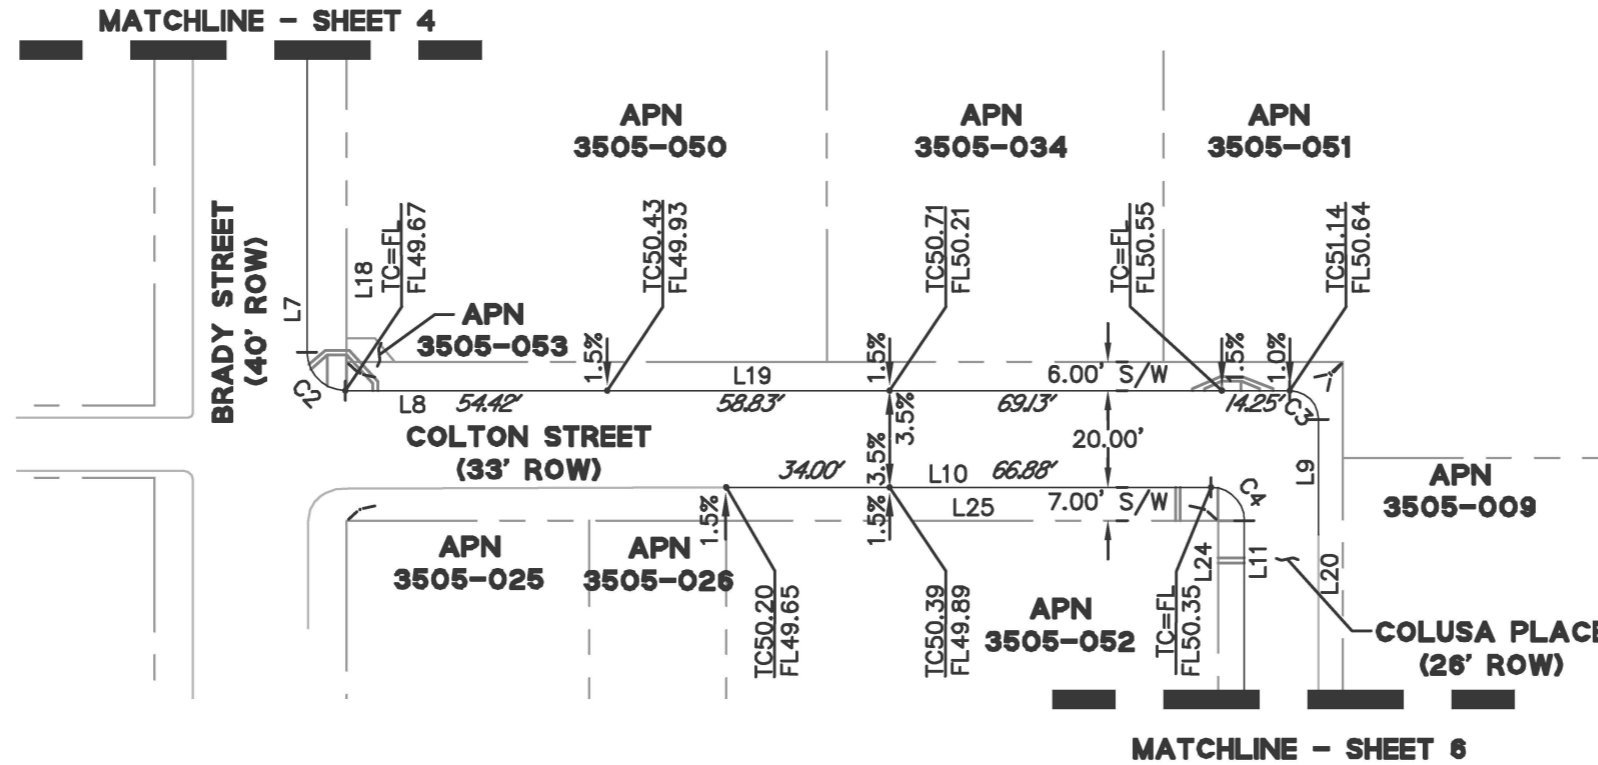 MATCHLINE - SHEET 4
APN
3505-050
APN
3505-034
APN
3505-051
BRADY STREET
(40' ROW)
L7
L18
TC=FL
FL49.67
TC50.43
FL49.93
TC50.71
FL50.21
TC=FL
FL50.55
TC51.14
FL50.64
APN
3505-053
1.5%
1.5%
1.5%
1.0%
L19
6.00' S/W
C2
L8
54.42'
58.83'
69.13'
14.25'
C3
COLTON STREET
(33' ROW)
3.5%
3.5%
20.00'
34.00'
L10
66.88'
L9
C4
APN
3505-009
1.5%
1.5%
L25
7.00' S/W
APN
3505-025
APN
3505-026
L24
L11
L20
TC50.20
FL49.65
TC50.39
FL49.89
APN
3505-052
TC=FL
FL50.35
COLUSA PLACE
(26' ROW)
MATCHLINE - SHEET 6